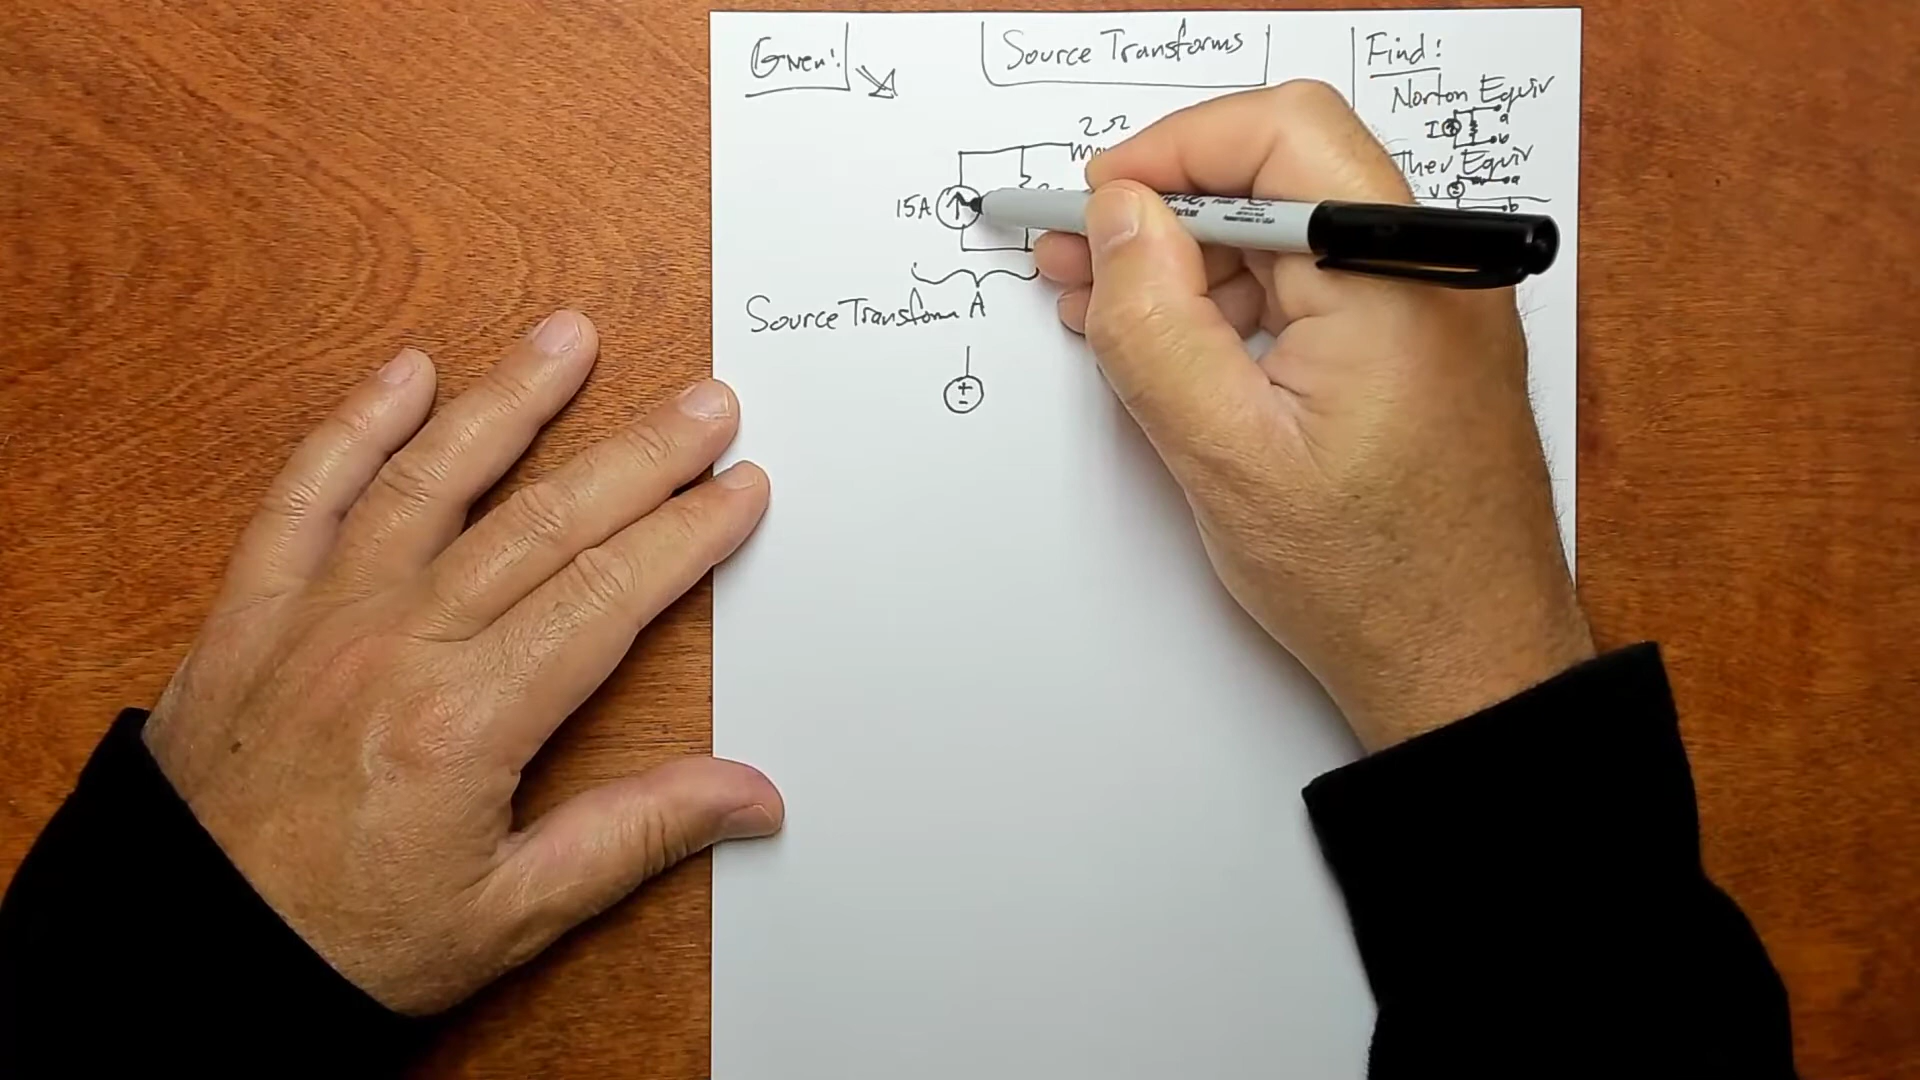 Given:
Source Transforms
Find:
Norton Equiv
I
a
b
Thev Equiv
V
a
b
2Ω
15A
Source Transform A
+
-